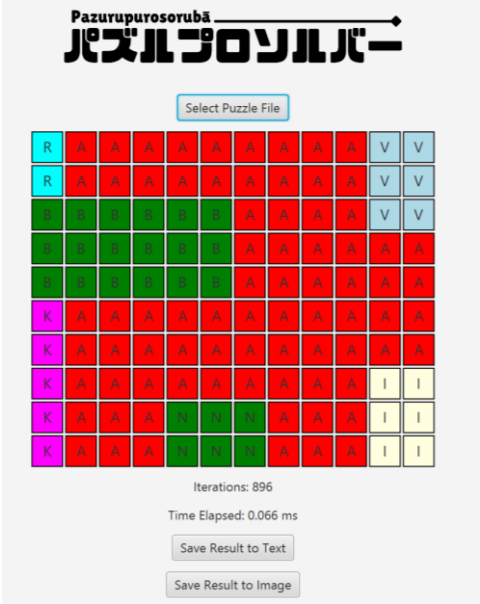 Pazurupurosorubā
パズルプロソルバー
Select Puzzle File
R A A A A A A A A A V V
R A A A A A A A A A V V
B B B B B B A A A A V V
B B B B B B A A A A A A
B B B B B B A A A A A A
K A A A A A A A A A A A
K A A A A A A A A A A A
K A A A A A A A A A I I
K A A A N N N A A A I I
K A A A N N N A A A I I
Iterations: 896
Time Elapsed: 0.066 ms
Save Result to Text
Save Result to Image